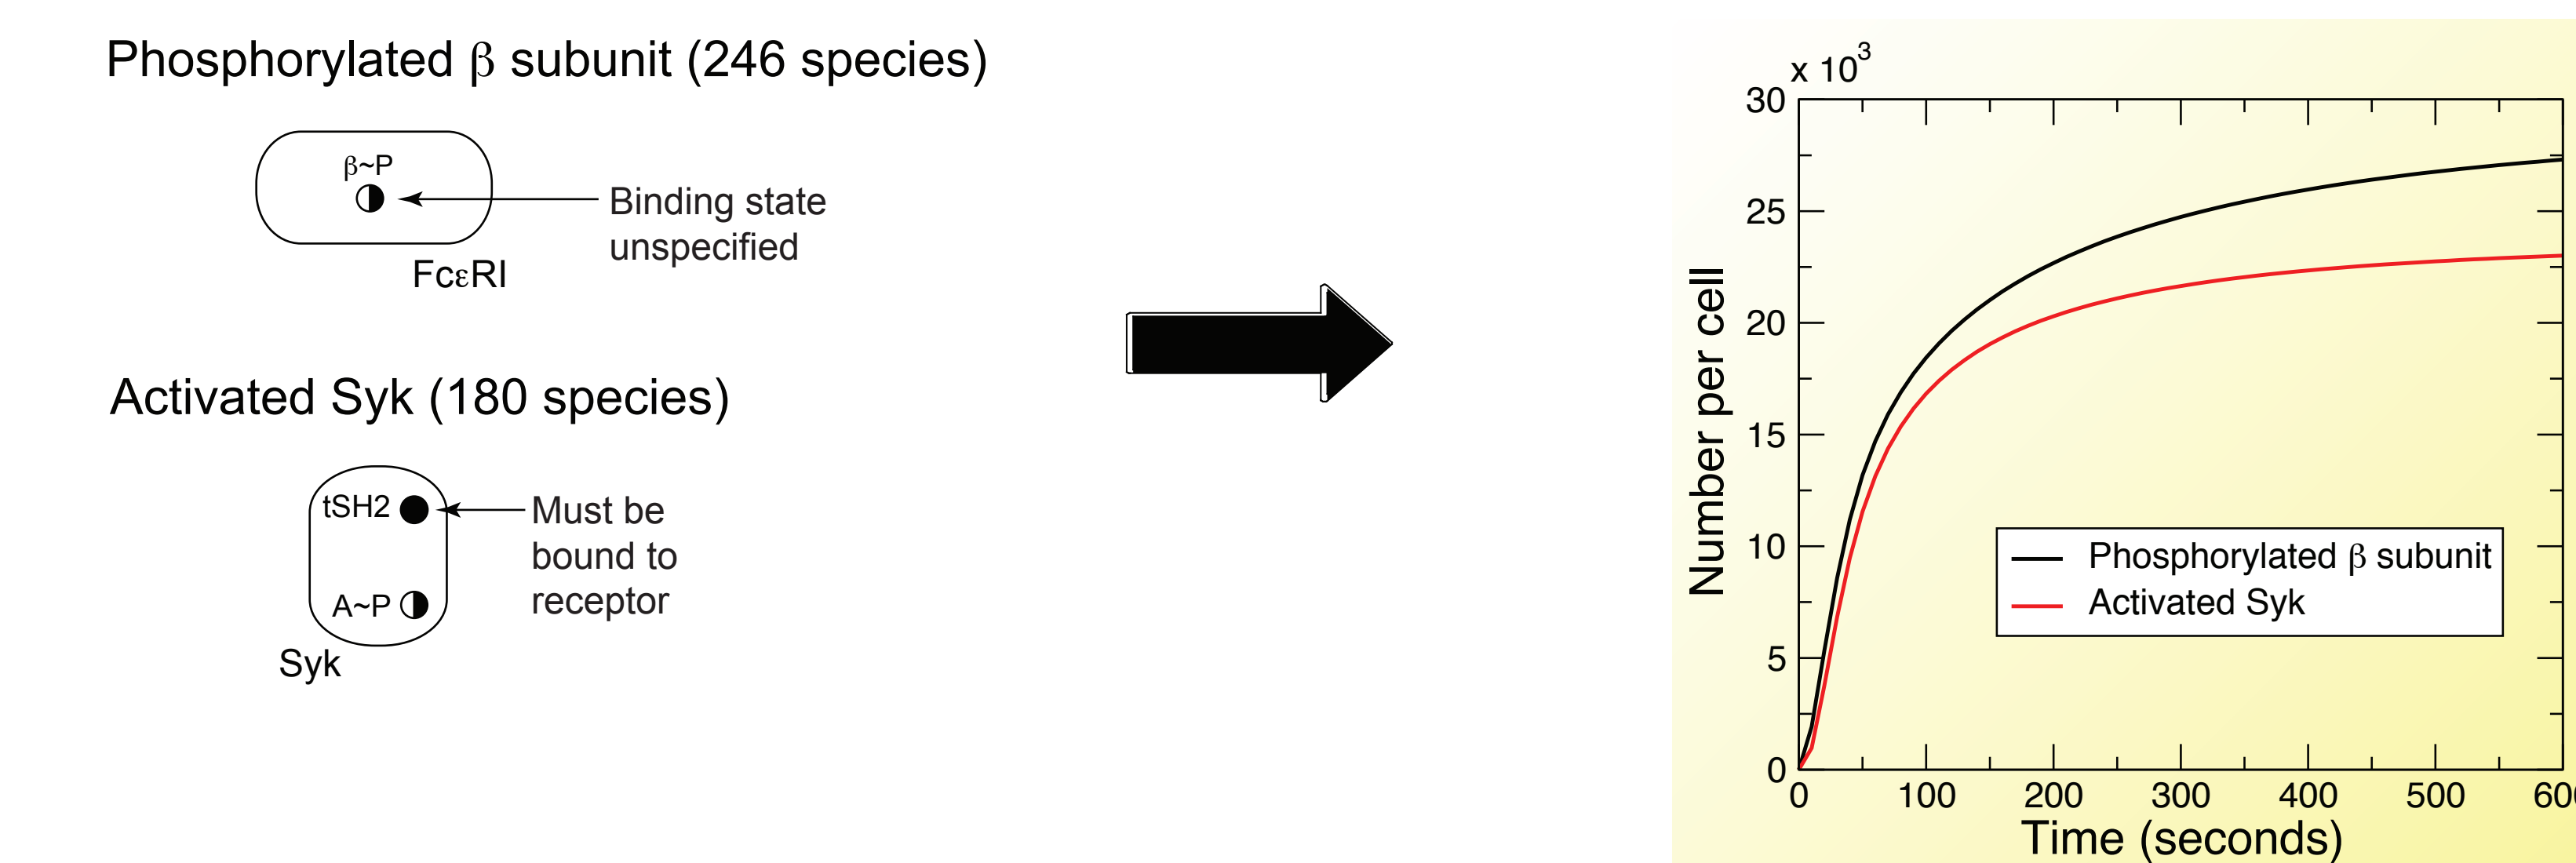 Phosphorylated β subunit (246 species)
β~P
Binding state
unspecified
FcεRI
Activated Syk (180 species)
tSH2
Must be
bound to
receptor
A~P
Syk
x 10³
30
25
20
15
10
5
0
Number per cell
Phosphorylated β subunit
Activated Syk
0 100 200 300 400 500 600
Time (seconds)